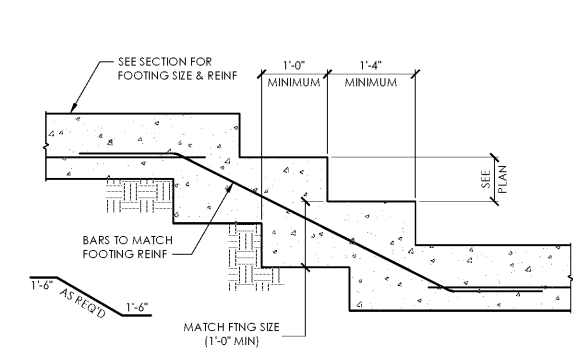 SEE SECTION FOR
FOOTING SIZE & REINF
1'-0"
MINIMUM
1'-4"
MINIMUM
SEE
PLAN
BARS TO MATCH
FOOTING REINF
1'-6"
AS REQ'D
1'-6"
MATCH FTNG SIZE
(1'-0" MIN)